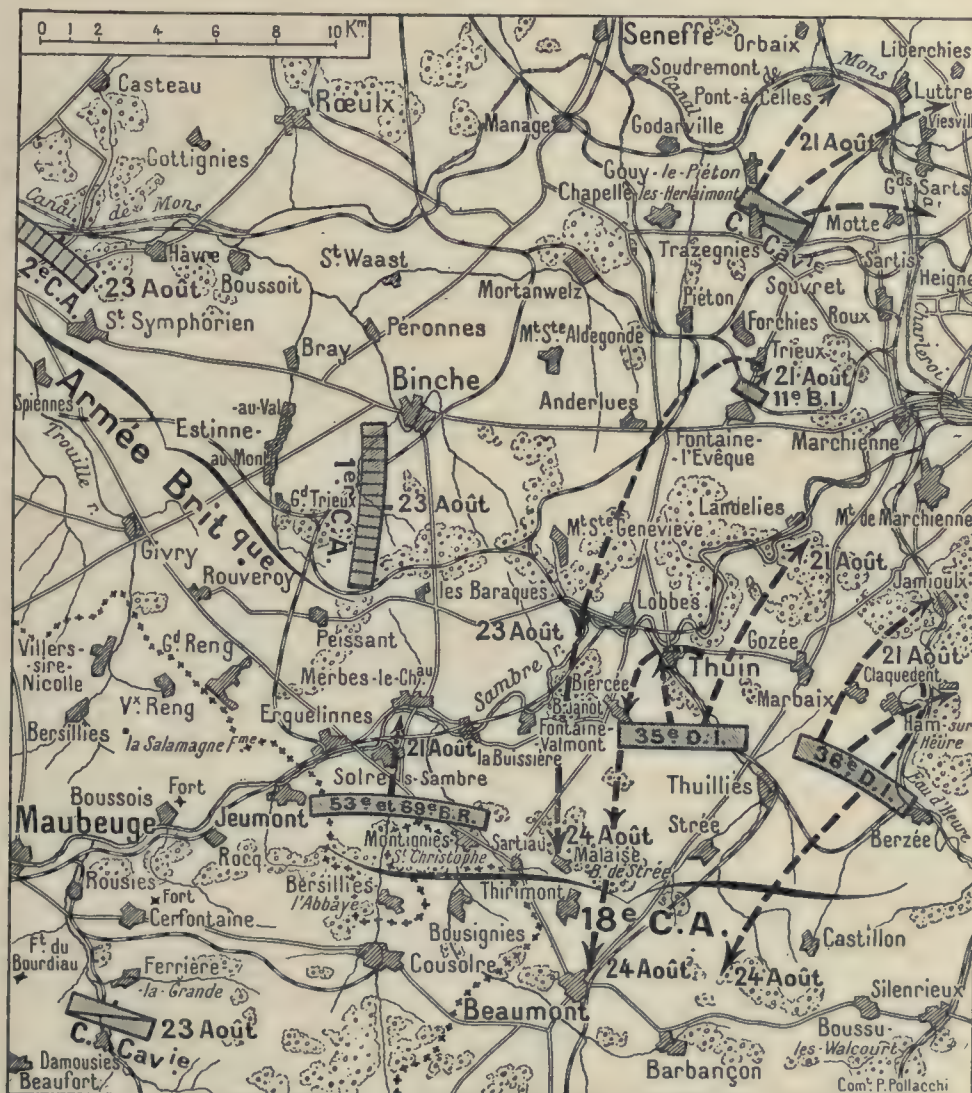 0 1 2 4 6 8 10 Km.
Casteau
Rœulx
Gottignies
Seneffe
Orbaix
Soudremont
Liberchies
Canal de Mons
Pont-à-Celles
Luttre
Viesville
Manage
Godarville
21 Août
Gouy-le-Piéton
Chapelle-les-Herlaimont
Gds Sarts
C. Cavie
Motte
Trazegnies
Canal de Mons
Hâvre
Boussoit
St Waast
Mortanwelz
Piéton
Souvret
Sartis
Heigne
Roux
Charleroi
2e C.A.
23 Août
St Symphorien
Bray
Péronnes
Mt Ste Aldegonde
Forchies
Trieux
21 Août
11e B.I.
Binche
Anderlues
Marchienne
Fontaine-l'Evêque
Spiennes
Armée Britque
Estinne-au-Val
-au-Mont
Trouille r.
Gd Trieux
1er C.A.
23 Août
Landelies
Mt de Marchienne
Mt Ste Geneviève
Givry
Rouveroy
les Baraques
21 Août
Jamioulx
Lobbes
Peissant
23 Août
Gozée
Villers-sire-Nicolle
Gd Reng
Merbes-le-Chau
Sambre r.
Thuin
21 Août
Claquedent
Biercée
B. Janot
Marbaix
Vx Reng
Bersillies
Erquelinnes
Ham-sur-Heure
la Salamagne Fme
21 Août
la Buissière
Fontaine-Valmont
35e D.I.
36e D.I.
Solre s-Sambre
Thuilliès
Eau d'Heure
Boussois
Fort
53e et 69e B.R.
Maubeuge
Jeumont
Strée
Berzée
Montignies-St Christophe
Sartiau
24 Août
Malaise
B. de Strée
Rocq
Rousies
Bersillies l'Abbaye
Thirimont
Fort
Cerfontaine
Bousignies
18e C.A.
Castillon
Ft du Bourdiau
Ferrière-la-Grande
Cousolre
24 Août
24 Août
Silenrieux
Beaumont
C. Cavie
23 Août
Boussu-les-Walcourt
Damousies
Beaufort
Barbançon
Comt P. Pollacchi